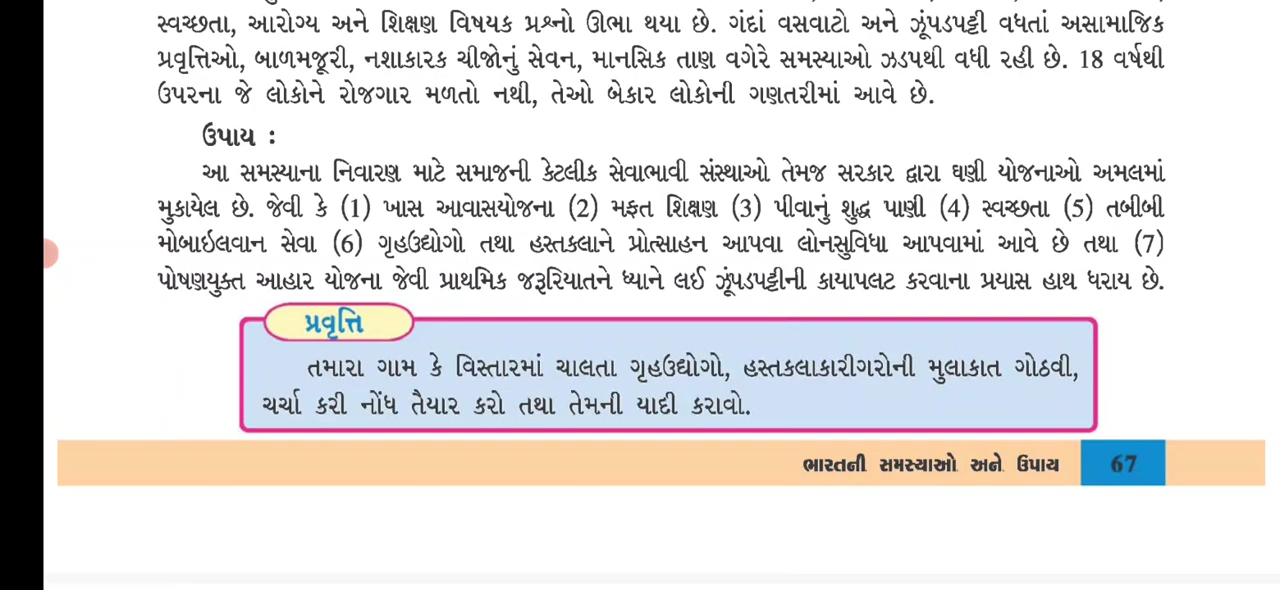 સ્વચ્છતા, આરોગ્ય અને શિક્ષણ વિષયક પ્રશ્નો ઊભા થયા છે. ગંદાં વસવાટો અને ઝૂંપડપટ્ટી વધતાં અસામાજિક
પ્રવૃત્તિઓ, બાળમજૂરી, નશાકારક ચીજોનું સેવન, માનસિક તાણ વગેરે સમસ્યાઓ ઝડપથી વધી રહી છે. 18 વર્ષથી
ઉપરના જે લોકોને રોજગાર મળતો નથી, તેઓ બેકાર લોકોની ગણતરીમાં આવે છે.
ઉપાય :
આ સમસ્યાના નિવારણ માટે સમાજની કેટલીક સેવાભાવી સંસ્થાઓ તેમજ સરકાર દ્વારા ઘણી યોજનાઓ અમલમાં
મુકાયેલ છે. જેવી કે (1) ખાસ આવાસયોજના (2) મફત શિક્ષણ (3) પીવાનું શુદ્ધ પાણી (4) સ્વચ્છતા (5) તબીબી
મોબાઇલવાન સેવા (6) ગૃહઉદ્યોગો તથા હસ્તકલાને પ્રોત્સાહન આપવા લોનસુવિધા આપવામાં આવે છે તથા (7)
પોષણયુક્ત આહાર યોજના જેવી પ્રાથમિક જરૂરિયાતને ધ્યાને લઈ ઝૂંપડપટ્ટીની કાયાપલટ કરવાના પ્રયાસ હાથ ધરાય છે.
પ્રવૃત્તિ
તમારા ગામ કે વિસ્તારમાં ચાલતા ગૃહઉદ્યોગો, હસ્તકલાકારીગરોની મુલાકાત ગોઠવી,
ચર્ચા કરી નોંધ તૈયાર કરો તથા તેમની યાદી કરાવો.
ભારતની સમસ્યાઓ અને ઉપાય 67